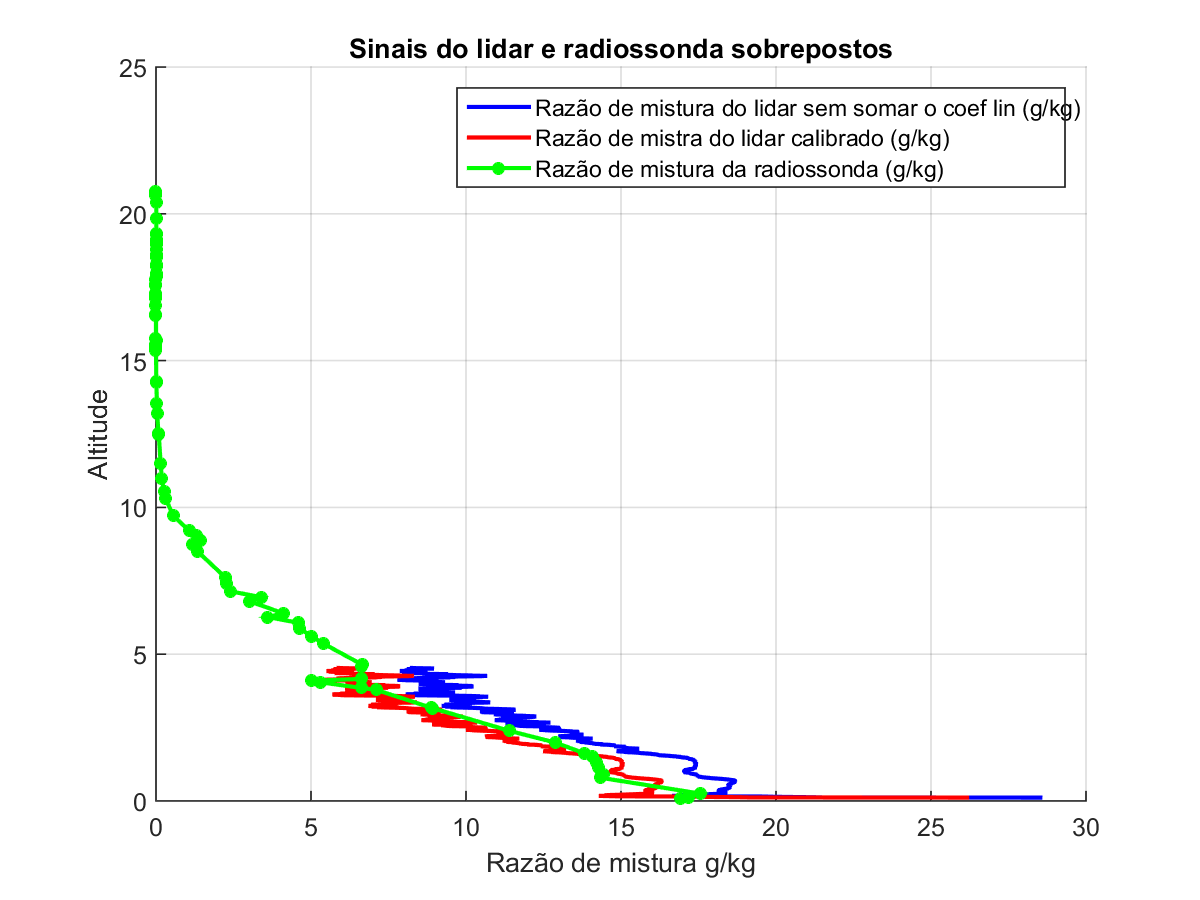 Sinais do lidar e radiossonda sobrepostos
25
Razão de mistura do lidar sem somar o coef lin (g/kg)
Razão de mistra do lidar calibrado (g/kg)
Razão de mistura da radiossonda (g/kg)
20
15
Altitude
10
5
0
0 5 10 15 20 25 30
Razão de mistura g/kg